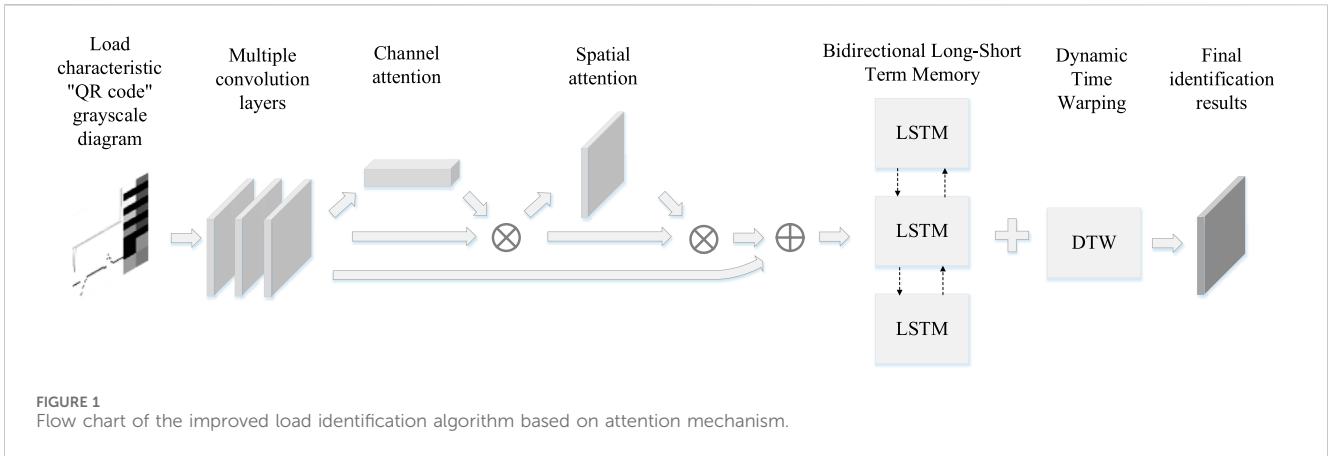 Load
characteristic
"QR code"
grayscale
diagram
Multiple
convolution
layers
Channel
attention
Spatial
attention
Bidirectional Long-Short
Term Memory
Dynamic
Time
Warping
Final
identification
results
LSTM
LSTM
LSTM
DTW
FIGURE 1
Flow chart of the improved load identification algorithm based on attention mechanism.